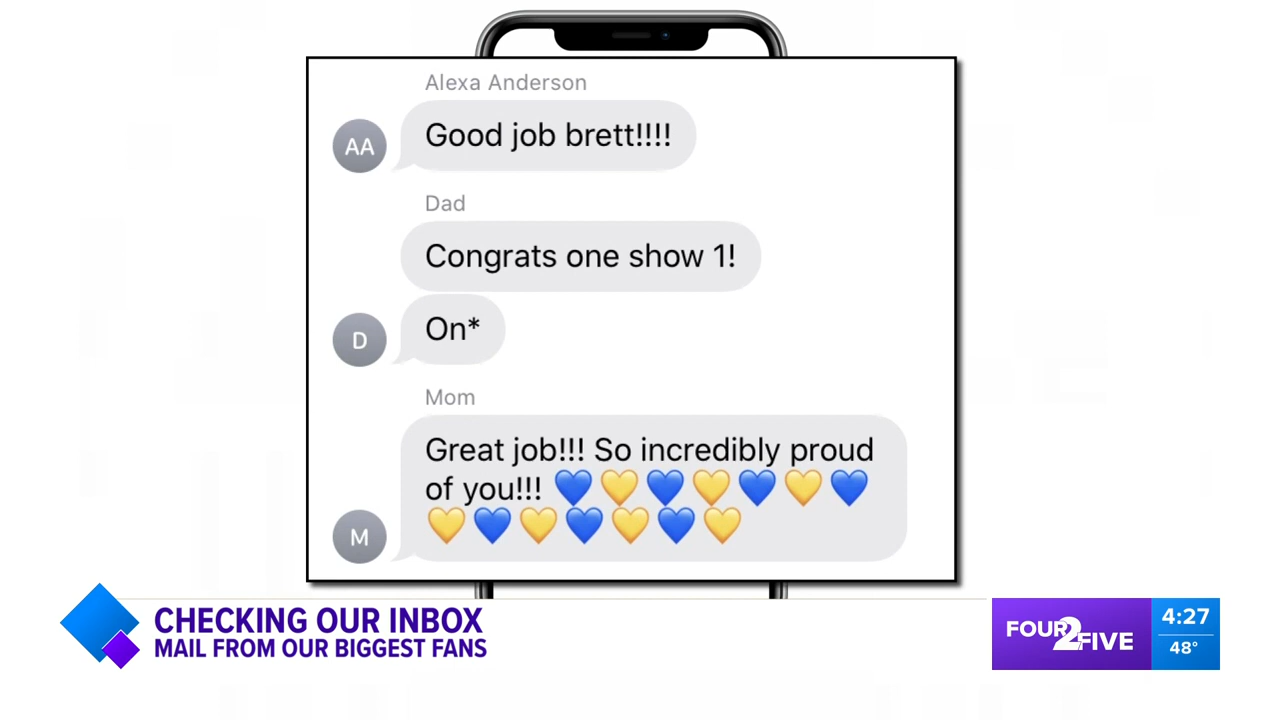 Alexa Anderson
AA
Good job brett!!!!
Dad
Congrats one show 1!
On*
D
Mom
Great job!!! So incredibly proud
of you!!! 💙💛💙💛💙💛💙
💛💙💛💙💛💙💛
M
CHECKING OUR INBOX
MAIL FROM OUR BIGGEST FANS
FOUR2FIVE
4:27
48°